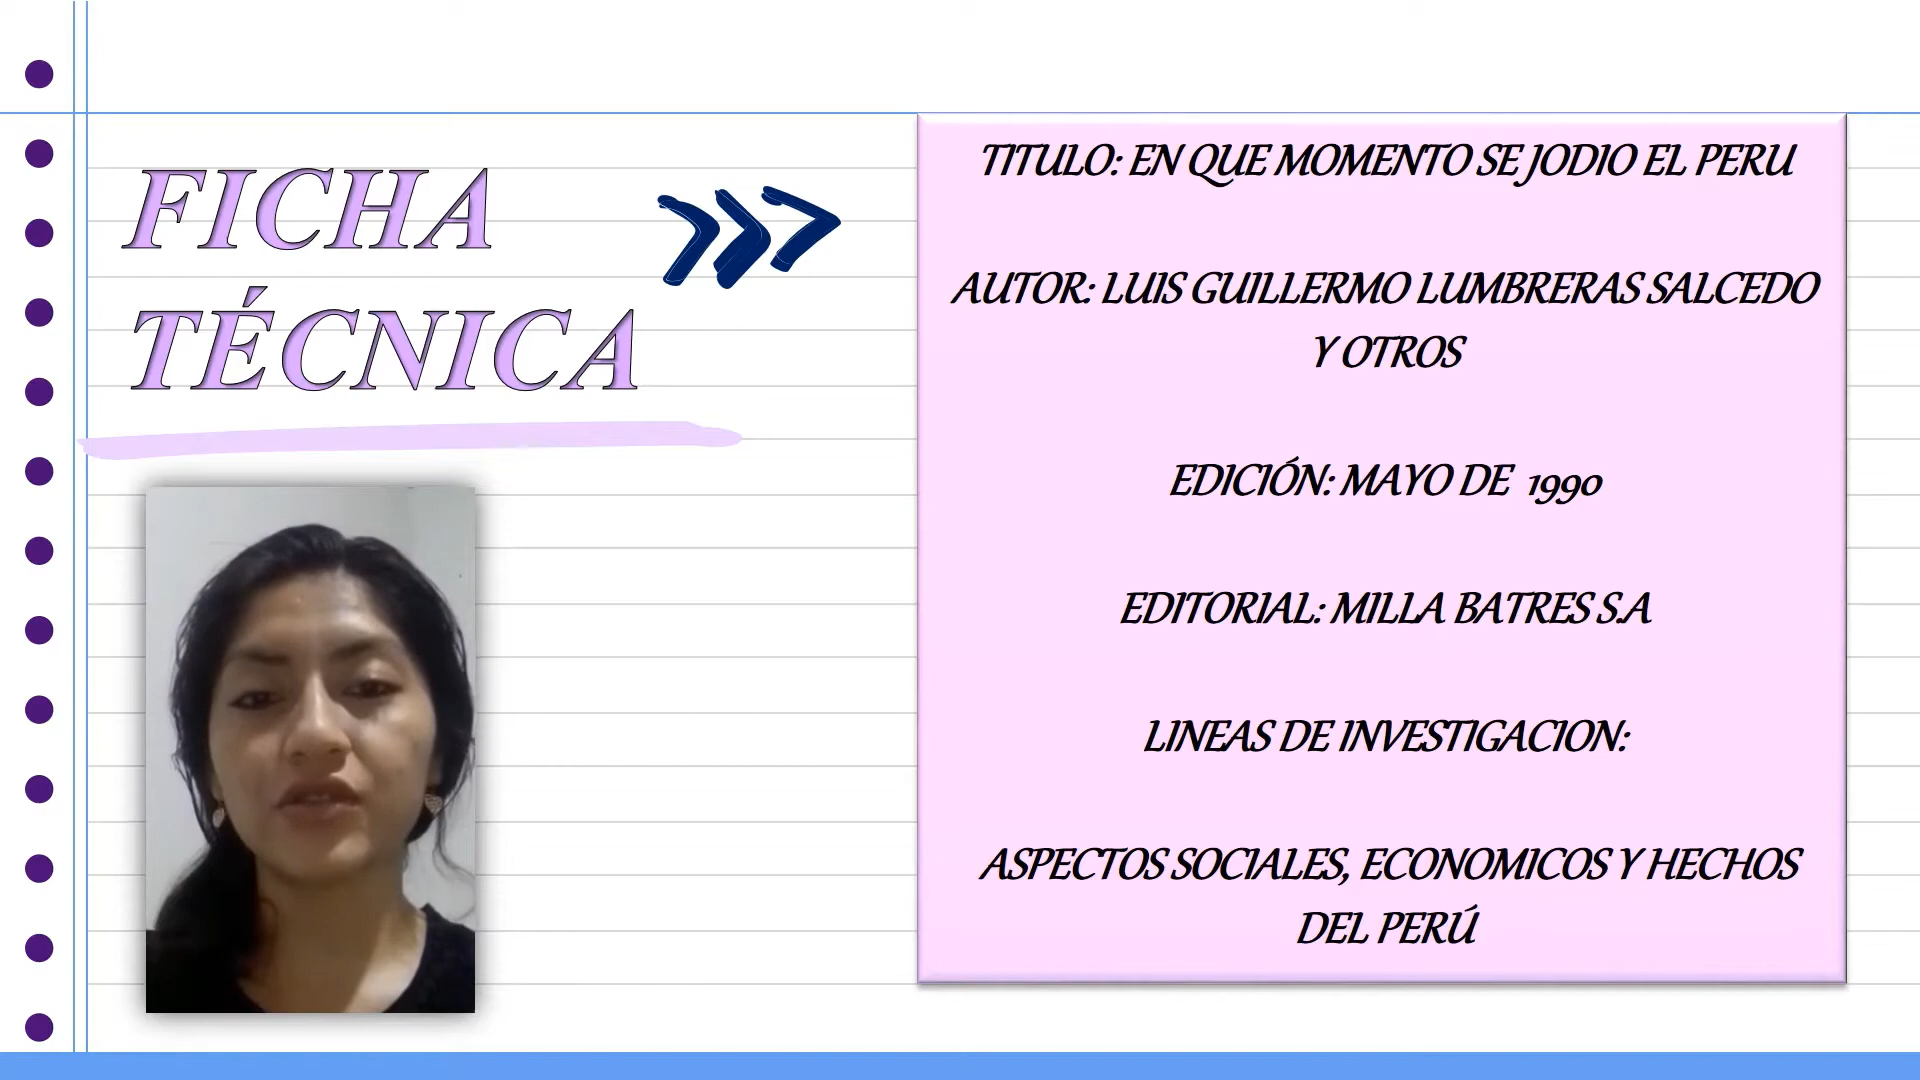 FICHA
TÉCNICA
TITULO: EN QUE MOMENTO SE JODIO EL PERU
AUTOR: LUIS GUILLERMO LUMBRERAS SALCEDO
Y OTROS
EDICIÓN: MAYO DE 1990
EDITORIAL: MILLA BATRES S.A
LINEAS DE INVESTIGACION:
ASPECTOS SOCIALES, ECONOMICOS Y HECHOS
DEL PERÚ